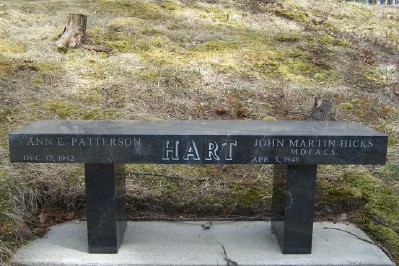 ANN E. PATTERSON
DEC. 17, 1942
HART
JOHN MARTIN HICKS
M.D.F.A.C.S.
APR. 3, 1940